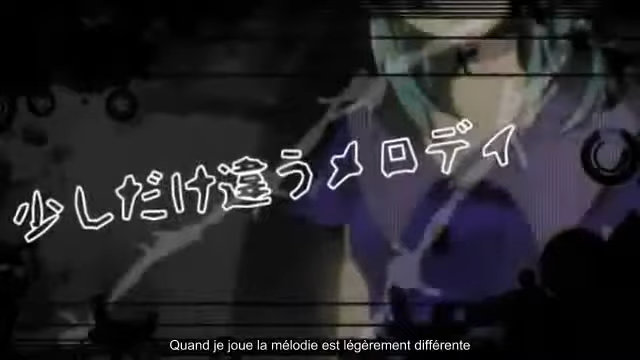 少しだけ違うメロディ
Quand je joue la mélodie est légèrement différente